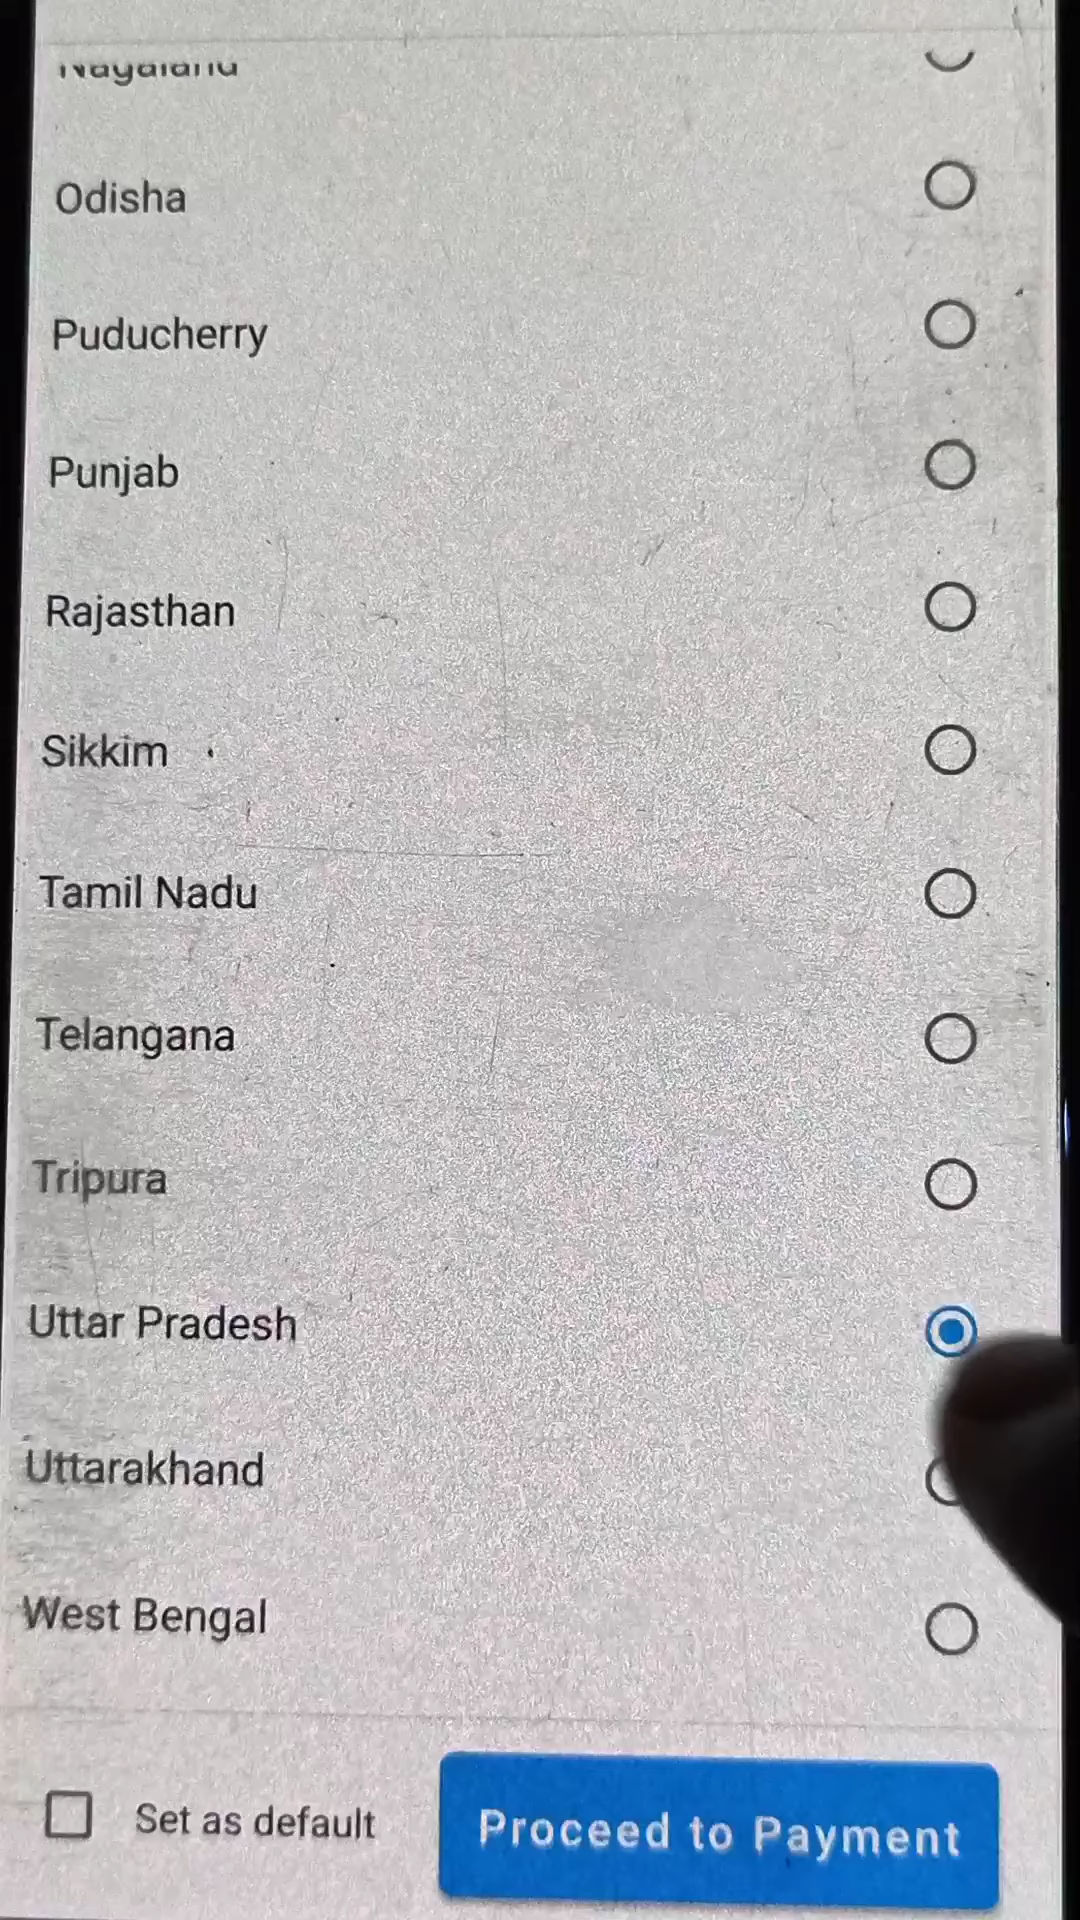 Nagaland
Odisha
Puducherry
Punjab
Rajasthan
Sikkim
Tamil Nadu
Telangana
Tripura
Uttar Pradesh
Uttarakhand
West Bengal
Set as default
Proceed to Payment